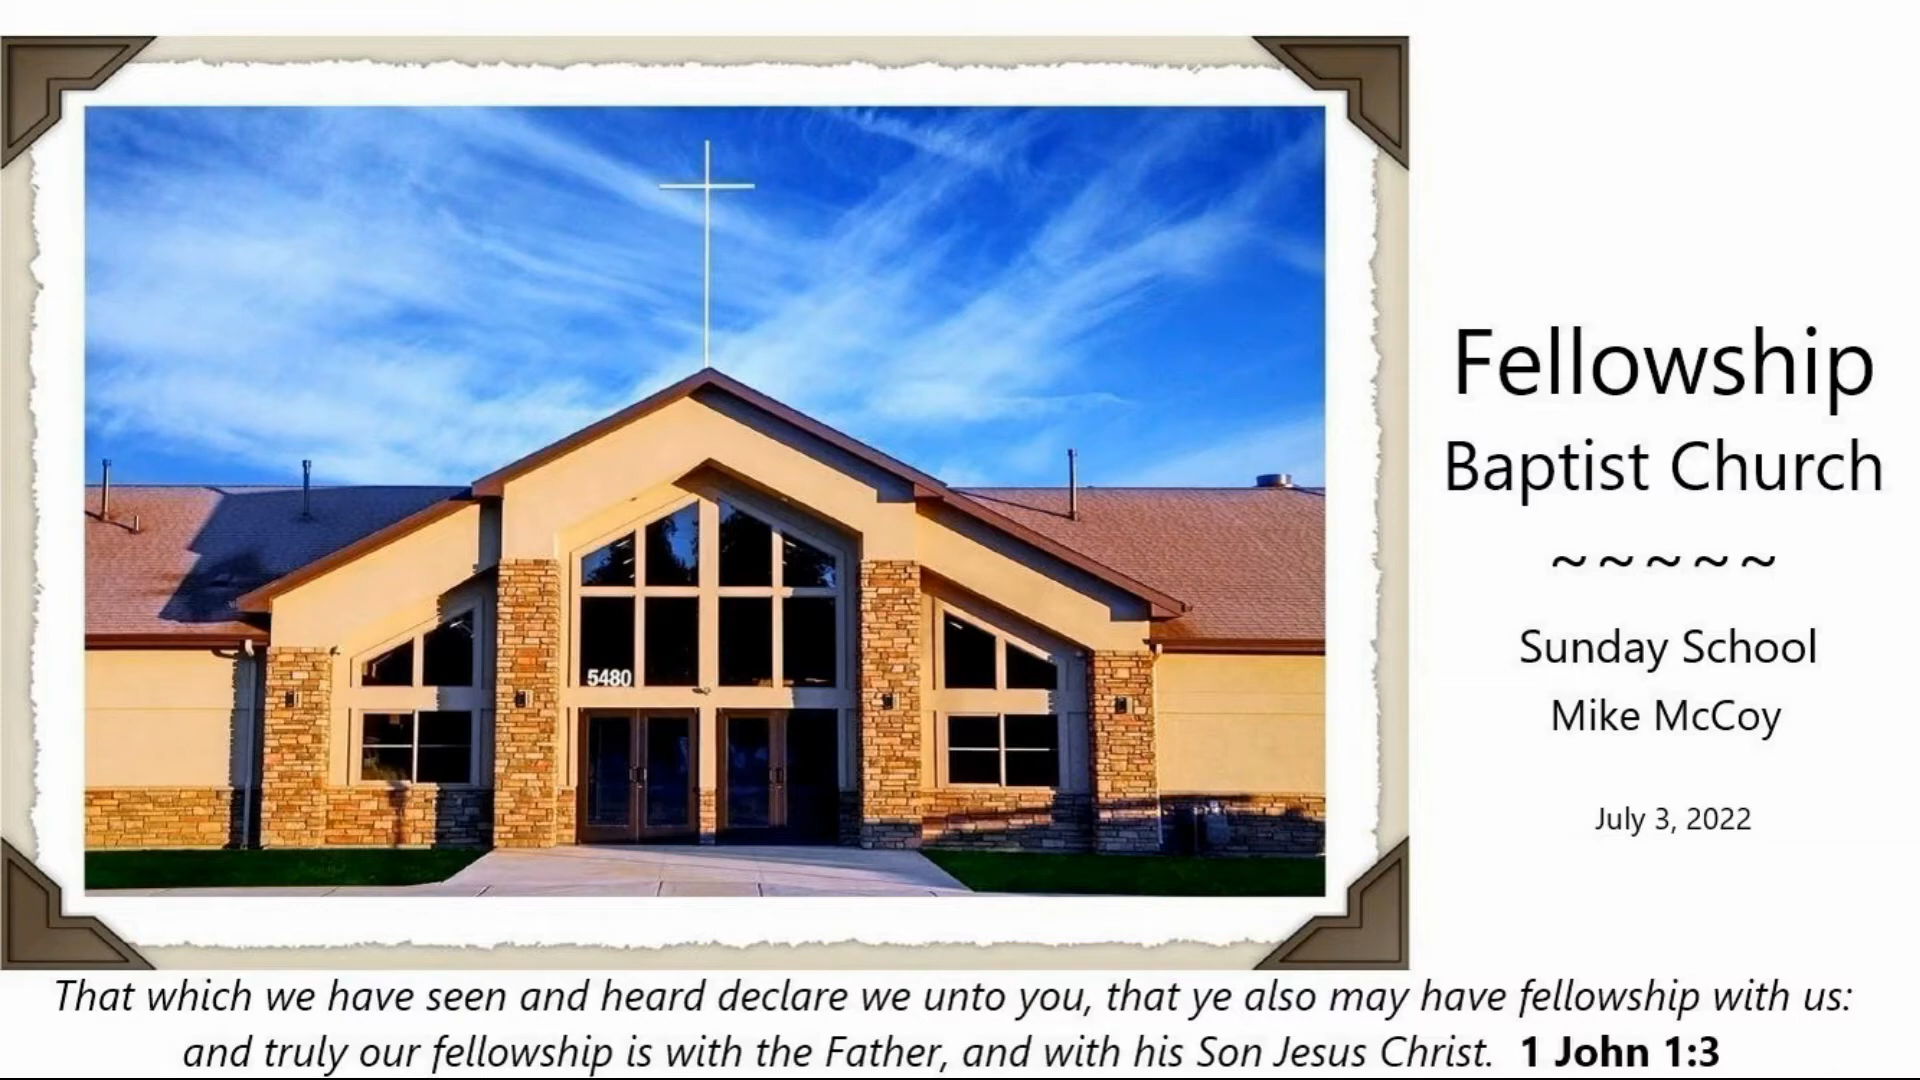 Fellowship
Baptist Church
~ ~ ~ ~ ~
Sunday School
Mike McCoy
July 3, 2022
5480
That which we have seen and heard declare we unto you, that ye also may have fellowship with us:
and truly our fellowship is with the Father, and with his Son Jesus Christ. 1 John 1:3